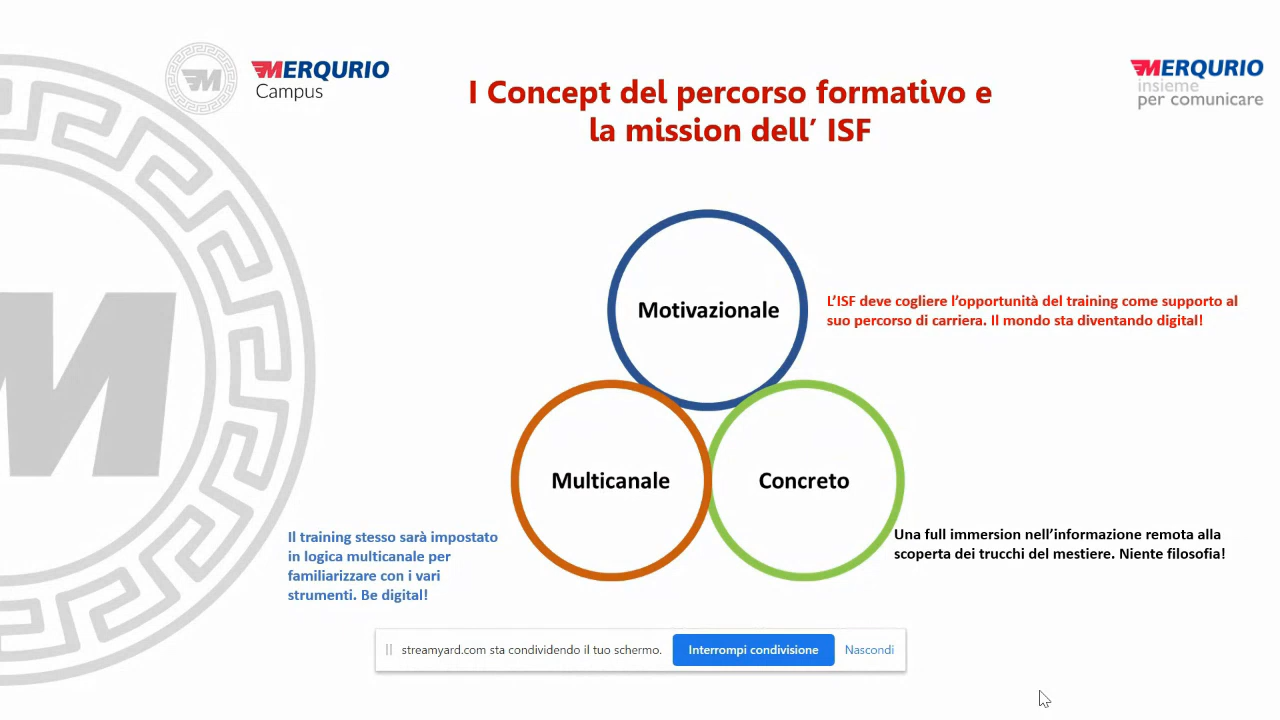 M
MERQURIO
Campus
MERQURIO
insieme
per comunicare
I Concept del percorso formativo e
la mission dell’ ISF
M
Motivazionale
L’ISF deve cogliere l’opportunità del training come supporto al
suo percorso di carriera. Il mondo sta diventando digital!
Multicanale
Concreto
Il training stesso sarà impostato
in logica multicanale per
familiarizzare con i vari
strumenti. Be digital!
Una full immersion nell’informazione remota alla
scoperta dei trucchi del mestiere. Niente filosofia!
streamyard.com sta condividendo il tuo schermo.
Interrompi condivisione
Nascondi